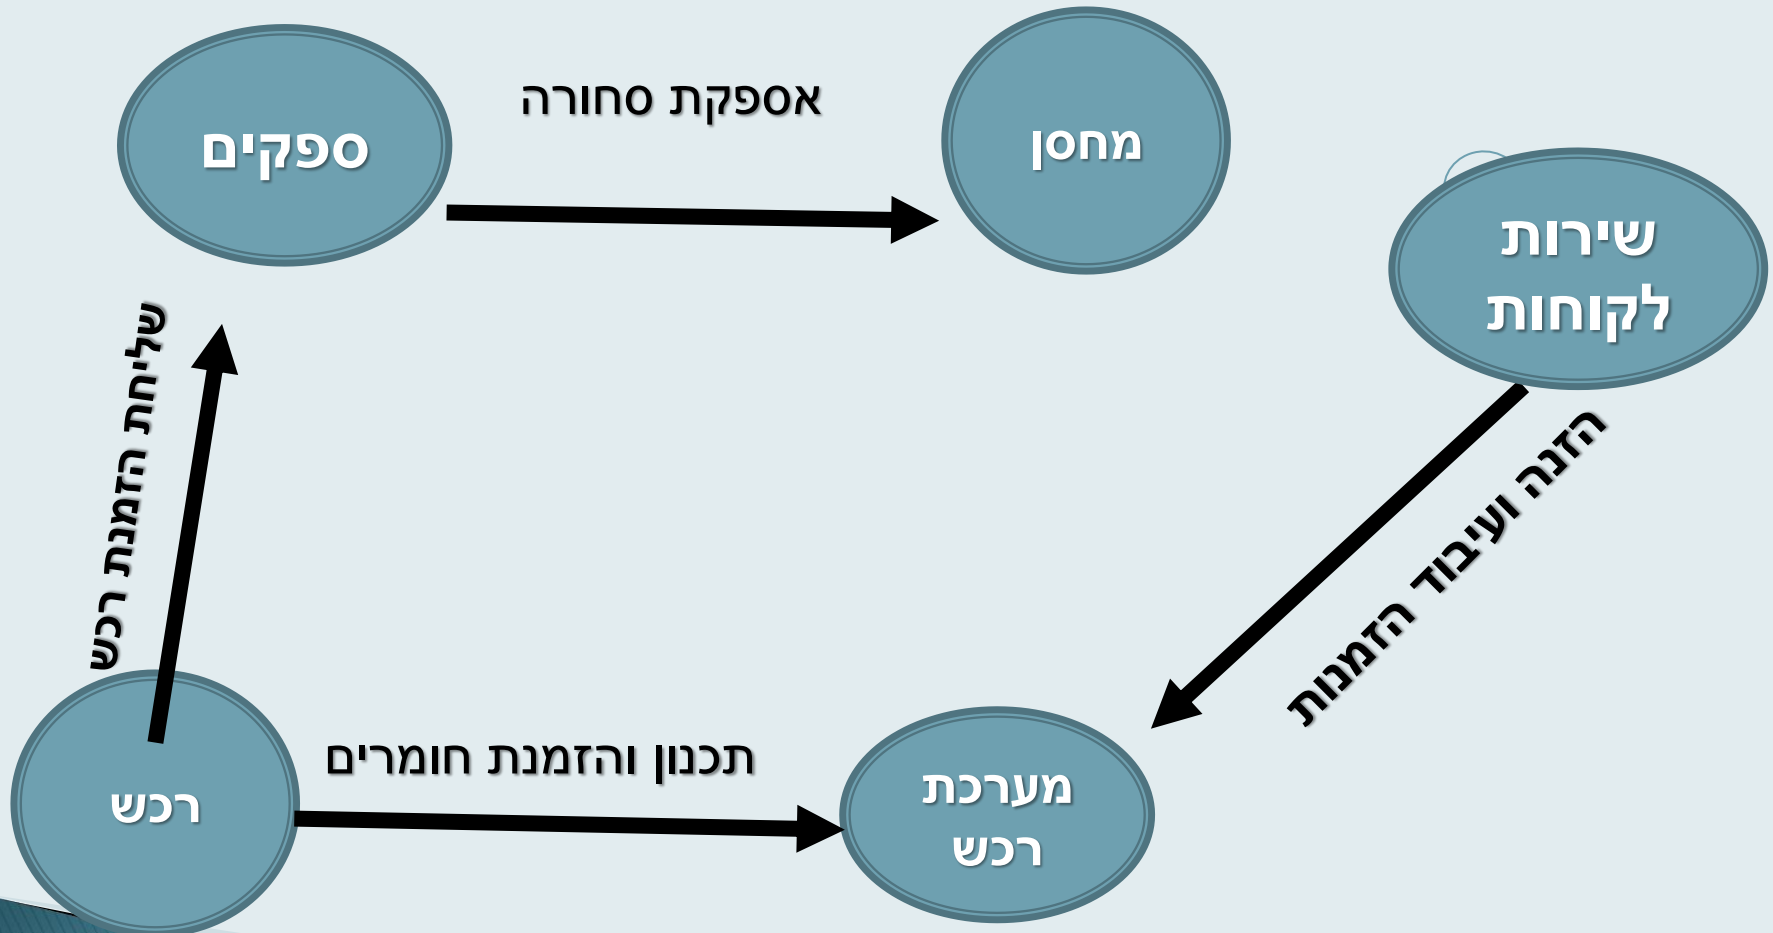 ספקים
אספקת סחורה
מחסן
שירות
לקוחות
שליחת הזמנת רכש
הזנה ועיבוד הזמנות
רכש
תכנון והזמנת חומרים
מערכת
רכש